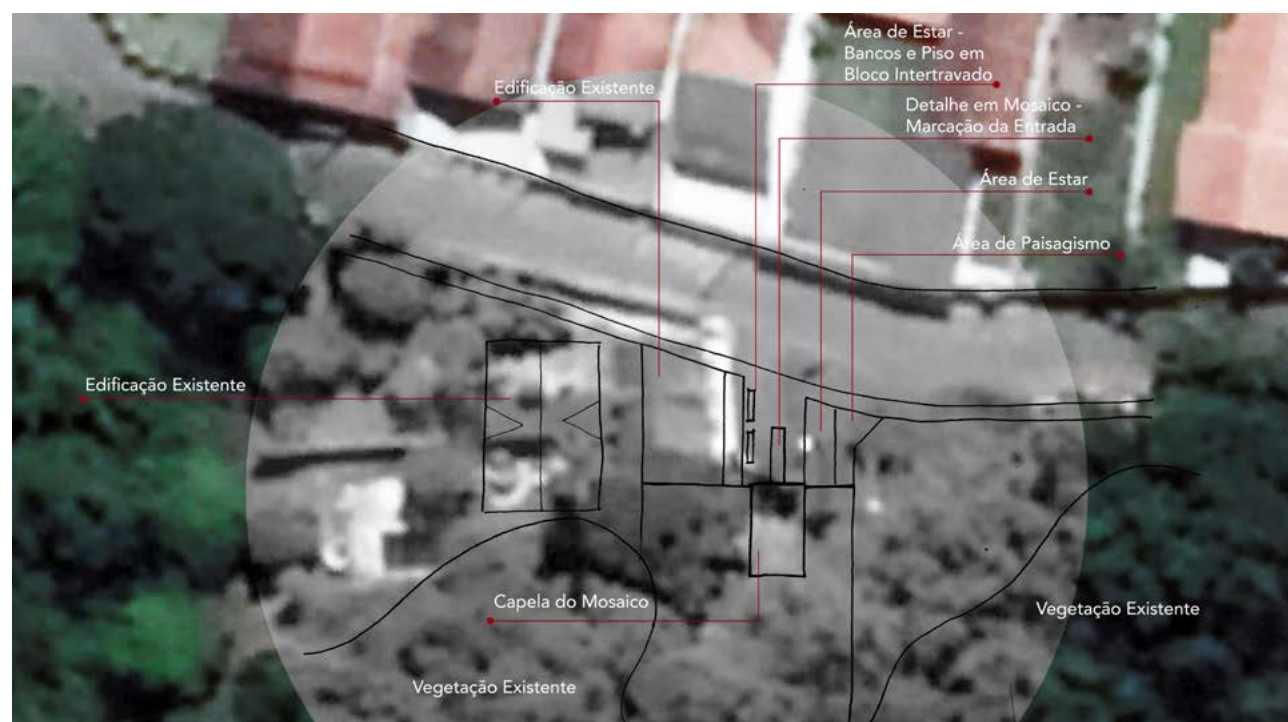 Área de Estar -
Bancos e Piso em
Bloco Intertravado
Edificação Existente
Detalhe em Mosaico -
Marcação da Entrada
Área de Estar
Área de Paisagismo
Edificação Existente
Capela do Mosaico
Vegetação Existente
Vegetação Existente